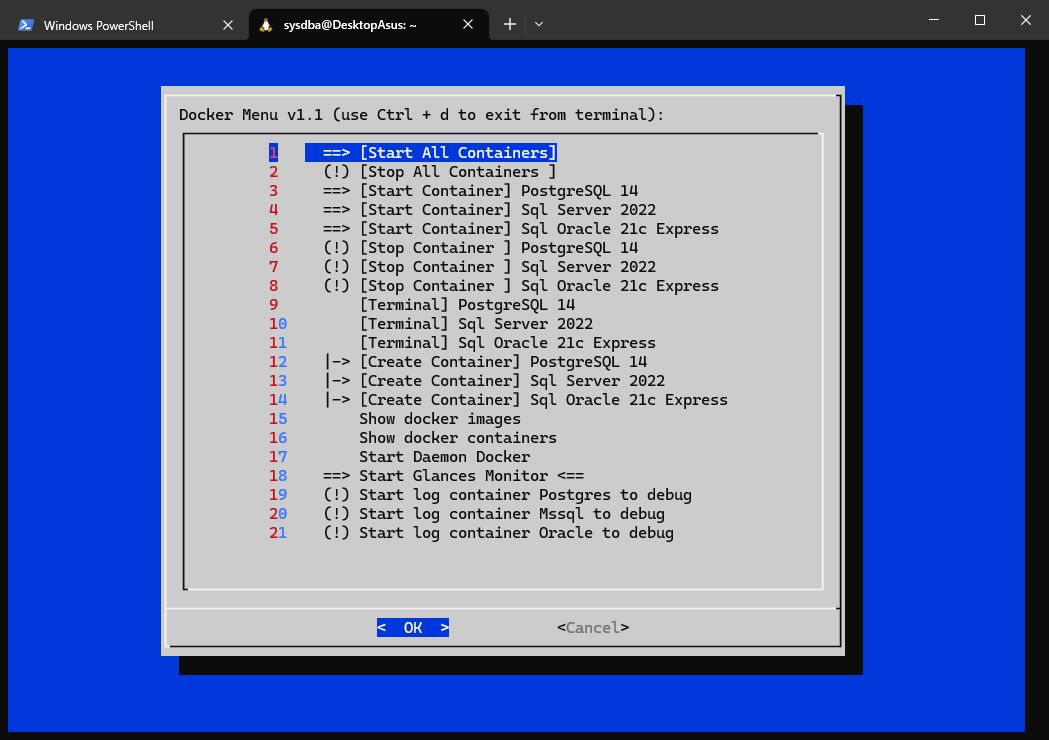 Windows PowerShell
sysdba@DesktopAsus: ~
Docker Menu v1.1 (use Ctrl + d to exit from terminal):
1 ==> [Start All Containers]
2 (!) [Stop All Containers ]
3 ==> [Start Container] PostgreSQL 14
4 ==> [Start Container] Sql Server 2022
5 ==> [Start Container] Sql Oracle 21c Express
6 (!) [Stop Container ] PostgreSQL 14
7 (!) [Stop Container ] Sql Server 2022
8 (!) [Stop Container ] Sql Oracle 21c Express
9 [Terminal] PostgreSQL 14
10 [Terminal] Sql Server 2022
11 [Terminal] Sql Oracle 21c Express
12 |-> [Create Container] PostgreSQL 14
13 |-> [Create Container] Sql Server 2022
14 |-> [Create Container] Sql Oracle 21c Express
15 Show docker images
16 Show docker containers
17 Start Daemon Docker
18 ==> Start Glances Monitor <==
19 (!) Start log container Postgres to debug
20 (!) Start log container Mssql to debug
21 (!) Start log container Oracle to debug
< OK > <Cancel>